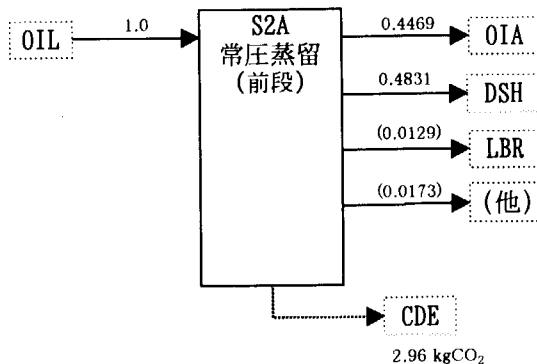 OIL
1.0
S2A
常圧蒸留
(前段)
0.4469
OIA
0.4831
DSH
(0.0129)
LBR
(0.0173)
(他)
CDE
2.96 kgCO₂